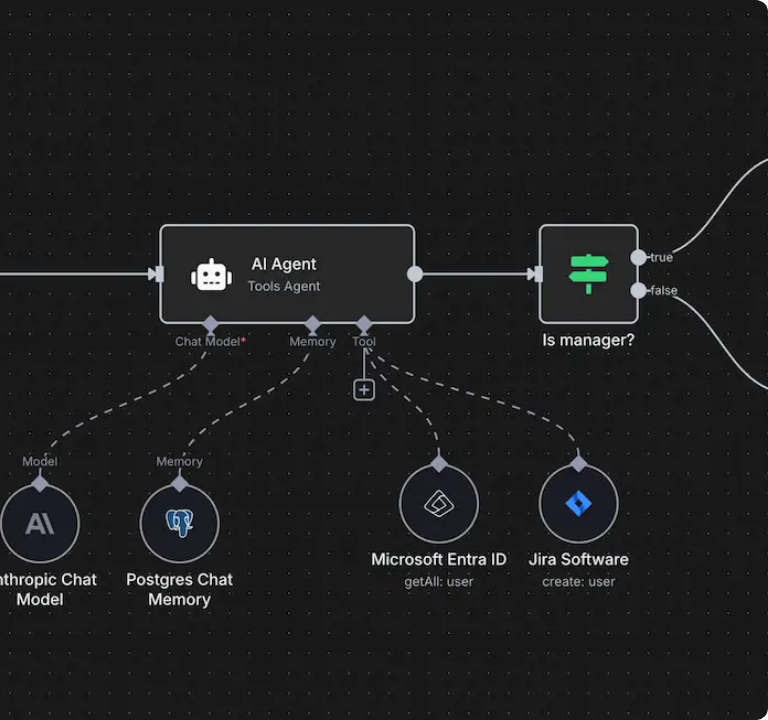 AI Agent
Tools Agent
true
false
Chat Model*
Memory
Tool
Is manager?
Model
Memory
Microsoft Entra ID
getAll: user
Jira Software
create: user
nthropic Chat
Model
Postgres Chat
Memory